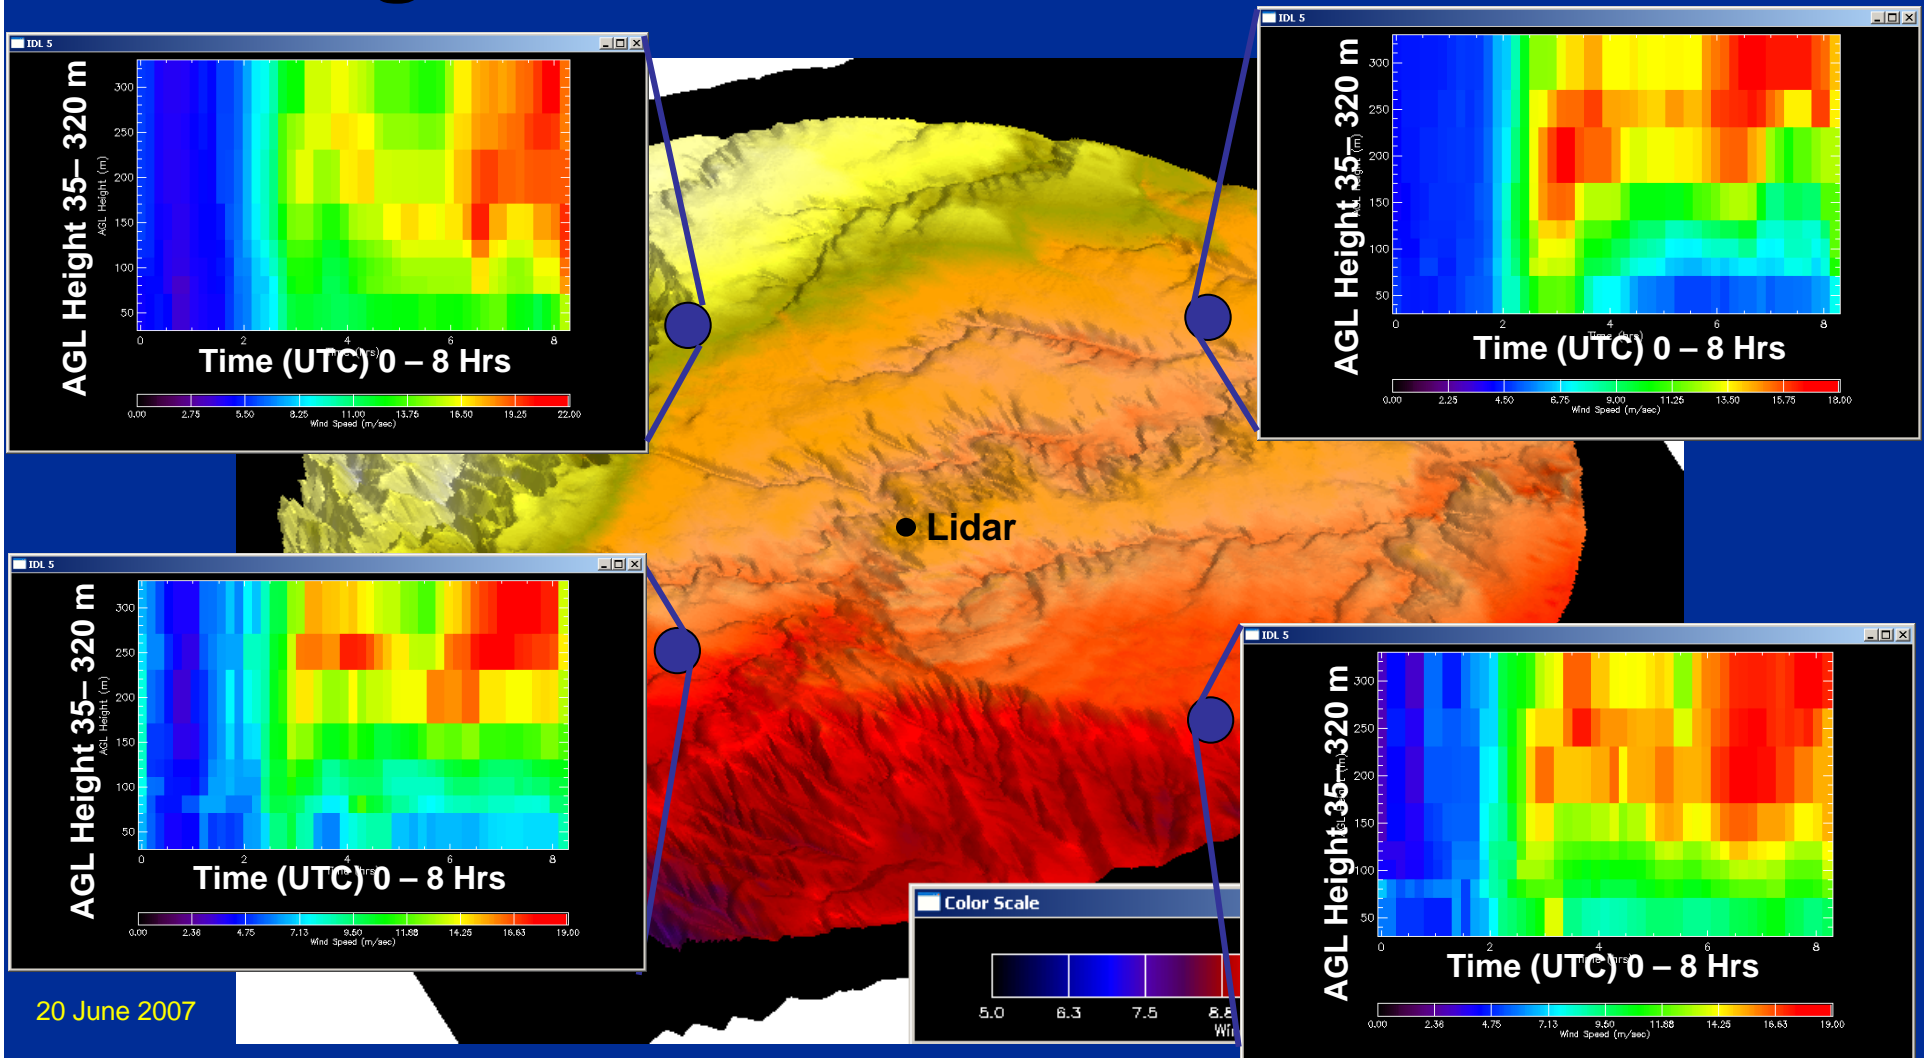 IDL 5
AGL Height 35– 320 m
AGL Height (m)
300
250
200
150
100
50
0 2 4 6 8
Time (UTC) 0 – 8 Hrs
0.00 2.75 5.50 8.25 11.00 13.75 16.50 19.25 22.00
Wind Speed (m/sec)
IDL 5
AGL Height 35– 320 m
300
250
200
150
100
50
0 2 4 6 8
Time (UTC) 0 – 8 Hrs
0.00 2.25 4.50 6.75 9.00 11.25 13.50 15.75 18.00
Wind Speed (m/sec)
Lidar
IDL 5
AGL Height 35– 320 m
AGL Height (m)
300
250
200
150
100
50
0 2 4 6 8
Time (UTC) 0 – 8 Hrs
0.00 2.38 4.75 7.13 9.50 11.88 14.25 16.63 19.00
Wind Speed (m/sec)
IDL 5
AGL Height 35– 320 m
300
250
200
150
100
50
0 2 4 6 8
Time (UTC) 0 – 8 Hrs
0.00 2.38 4.75 7.13 9.50 11.88 14.25 16.63 19.00
Wind Speed (m/sec)
Color Scale
5.0 6.3 7.5 8.8
Wi
20 June 2007